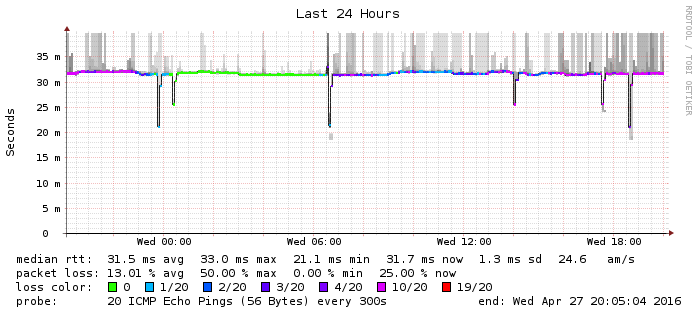 Last 24 Hours
RRDTOOL / TOBI OETIKER
Seconds
35 m
30 m
25 m
20 m
15 m
10 m
5 m
0
Wed 00:00 Wed 06:00 Wed 12:00 Wed 18:00
median rtt: 31.5 ms avg 33.0 ms max 21.1 ms min 31.7 ms now 1.3 ms sd 24.6 am/s
packet loss: 13.01 % avg 50.00 % max 0.00 % min 25.00 % now
loss color: 0 1/20 2/20 3/20 4/20 10/20 19/20
probe: 20 ICMP Echo Pings (56 Bytes) every 300s end: Wed Apr 27 20:05:04 2016